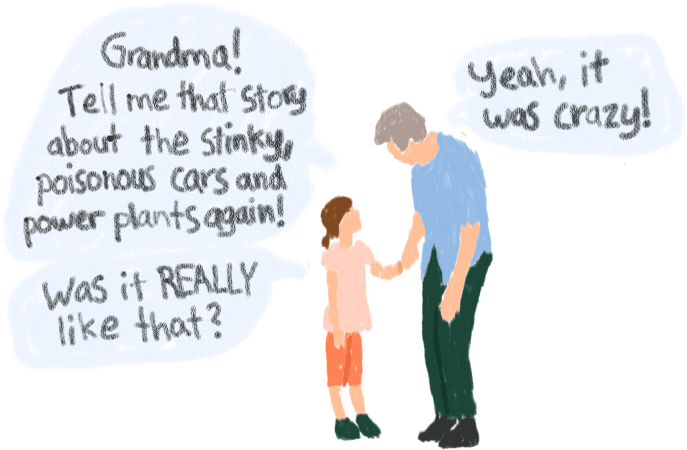 Grandma!
Tell me that story
about the stinky,
poisonous cars and
power plants again!
Was it REALLY
like that?
Yeah, it
was crazy!